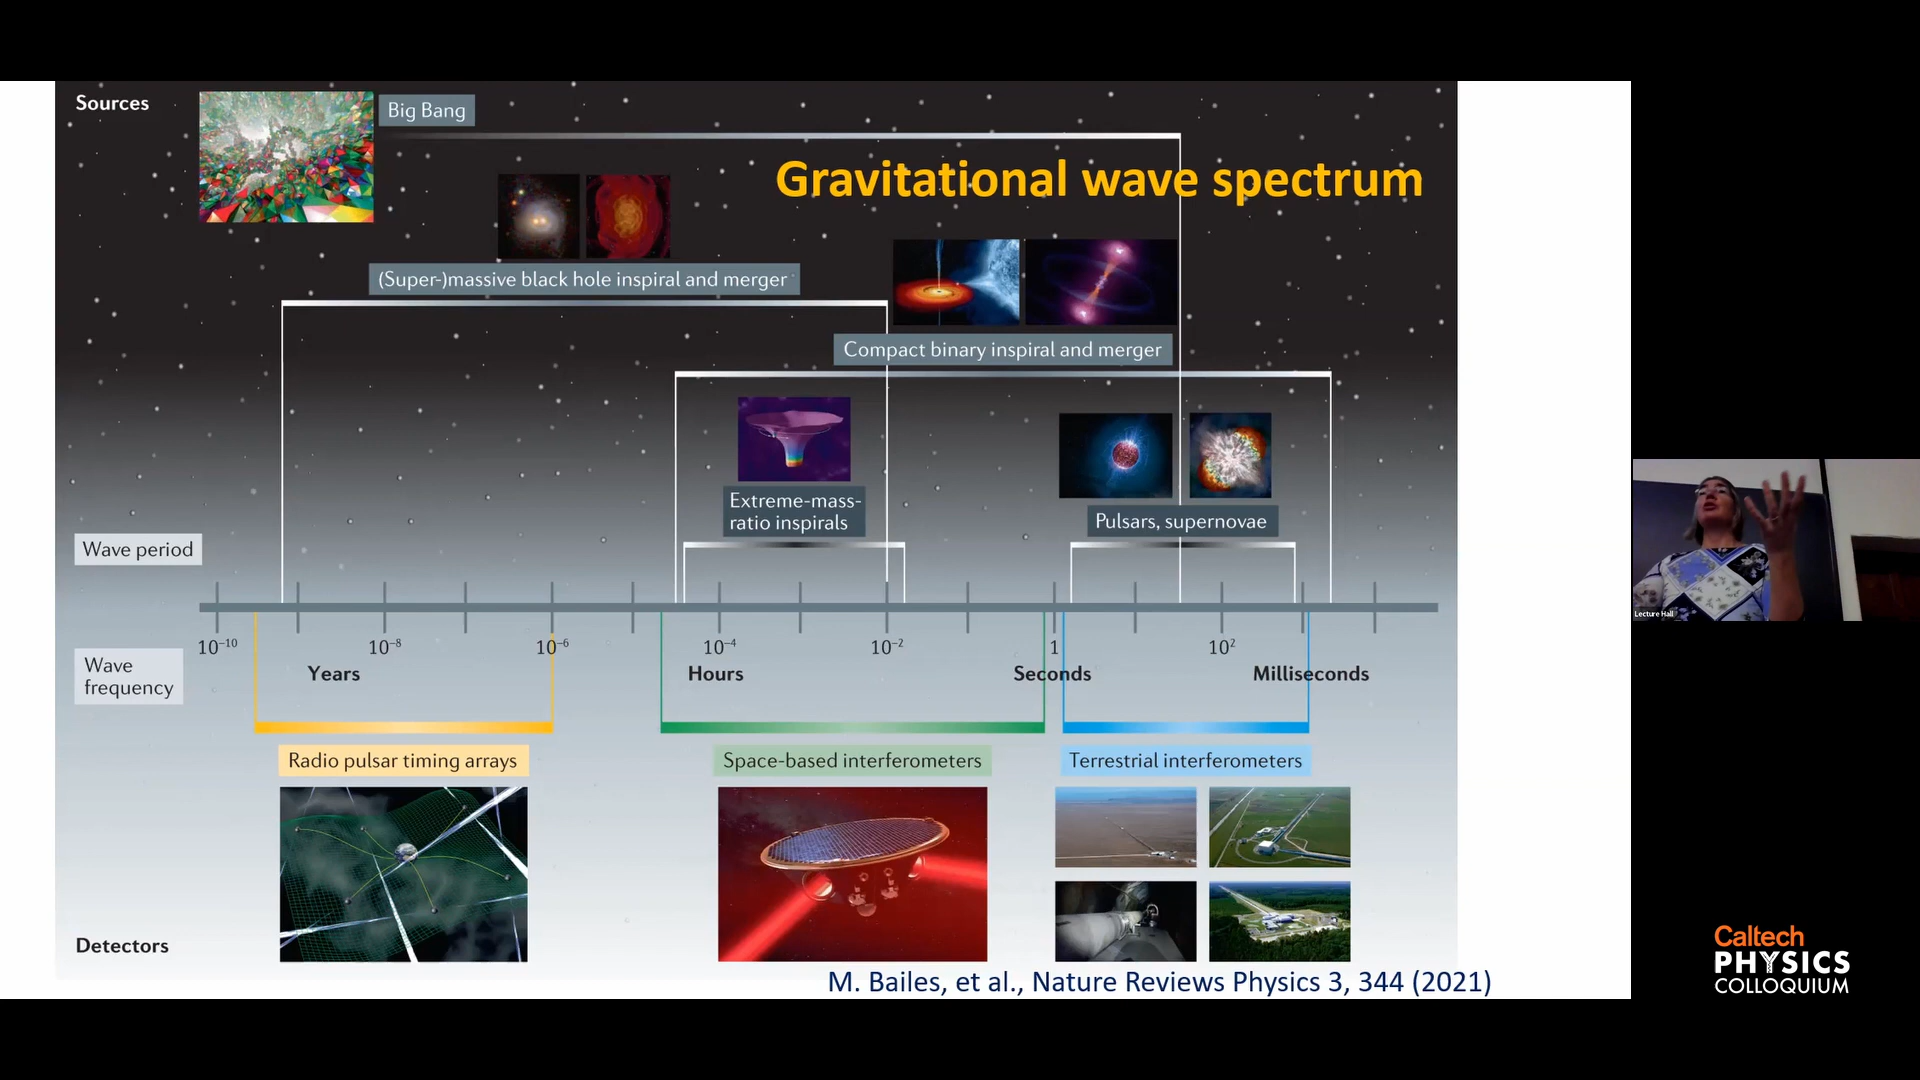 Sources
Big Bang
Gravitational wave spectrum
(Super-)massive black hole inspiral and merger
Compact binary inspiral and merger
Extreme-mass-
ratio inspirals
Pulsars, supernovae
Wave period
10⁻¹⁰ 10⁻⁸ 10⁻⁶ 10⁻⁴ 10⁻² 1 10²
Wave
frequency
Years Hours Seconds Milliseconds
Radio pulsar timing arrays
Space-based interferometers
Terrestrial interferometers
Detectors
M. Bailes, et al., Nature Reviews Physics 3, 344 (2021)
Lecture Hall
Caltech
PHYSICS
COLLOQUIUM